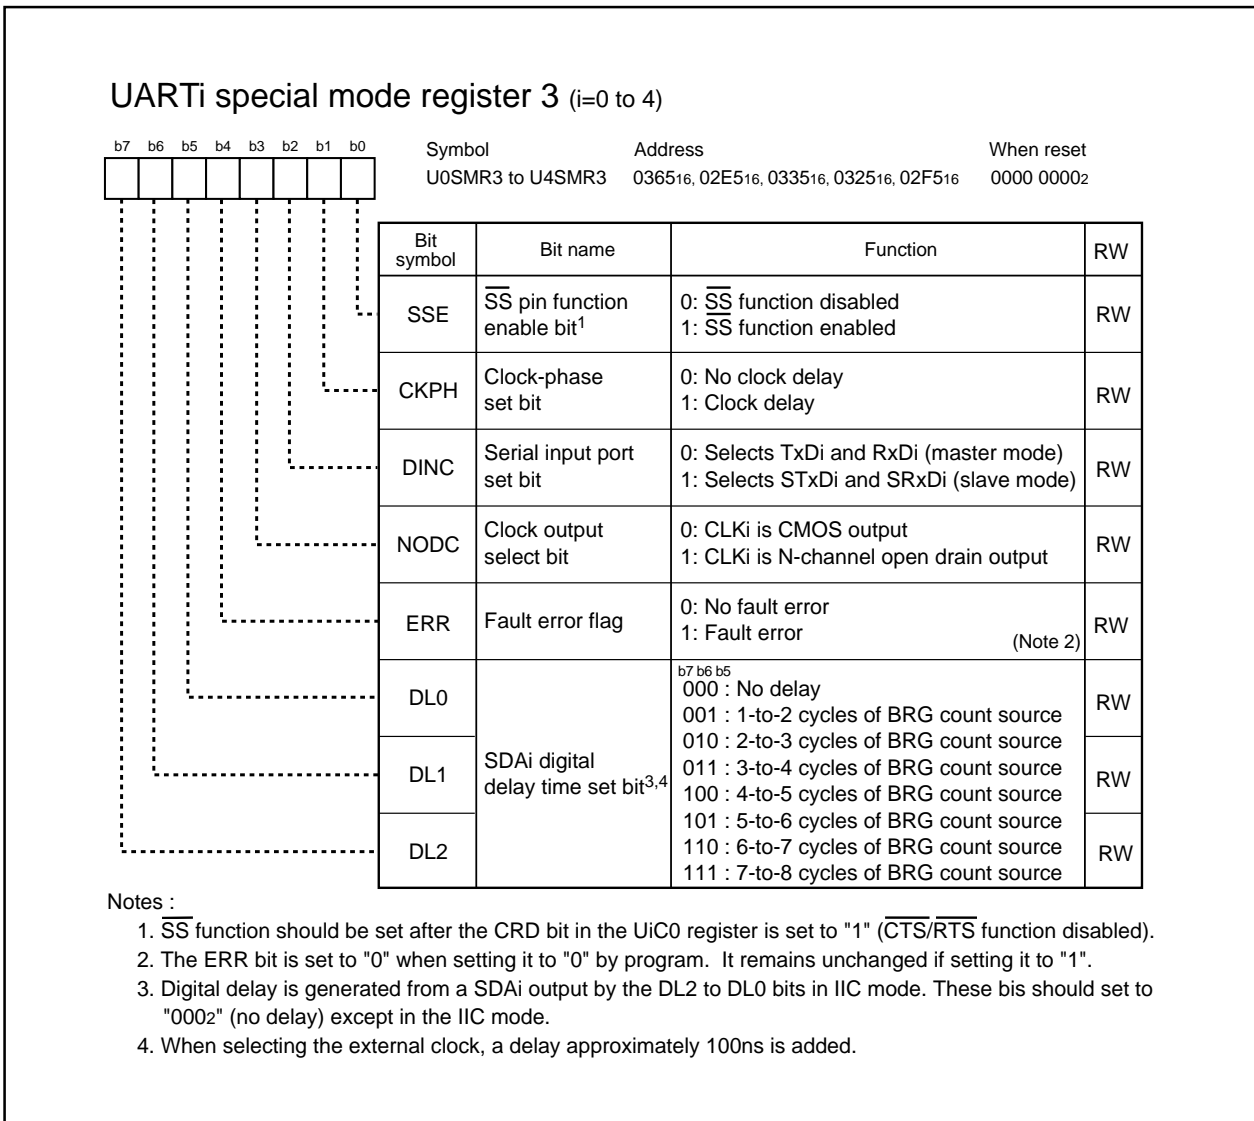 UARTi special mode register 3 (i=0 to 4)
b7 b6 b5 b4 b3 b2 b1 b0
Symbol Address When reset
U0SMR3 to U4SMR3 036516, 02E516, 033516, 032516, 02F516 0000 00002
Bit symbol Bit name Function RW
SSE S̅S̅ pin function enable bit1 0: S̅S̅ function disabled RW
1: S̅S̅ function enabled
CKPH Clock-phase set bit 0: No clock delay RW
1: Clock delay
DINC Serial input port set bit 0: Selects TxDi and RxDi (master mode) RW
1: Selects STxDi and SRxDi (slave mode)
NODC Clock output select bit 0: CLKi is CMOS output RW
1: CLKi is N-channel open drain output
ERR Fault error flag 0: No fault error RW
1: Fault error (Note 2)
b7 b6 b5
DL0 000 : No delay RW
001 : 1-to-2 cycles of BRG count source
010 : 2-to-3 cycles of BRG count source
DL1 SDAi digital delay time set bit3,4 011 : 3-to-4 cycles of BRG count source RW
100 : 4-to-5 cycles of BRG count source
101 : 5-to-6 cycles of BRG count source
DL2 110 : 6-to-7 cycles of BRG count source RW
111 : 7-to-8 cycles of BRG count source
Notes :
1. S̅S̅ function should be set after the CRD bit in the UiC0 register is set to "1" (C̅T̅S̅/R̅T̅S̅ function disabled).
2. The ERR bit is set to "0" when setting it to "0" by program. It remains unchanged if setting it to "1".
3. Digital delay is generated from a SDAi output by the DL2 to DL0 bits in IIC mode. These bis should set to
"0002" (no delay) except in the IIC mode.
4. When selecting the external clock, a delay approximately 100ns is added.